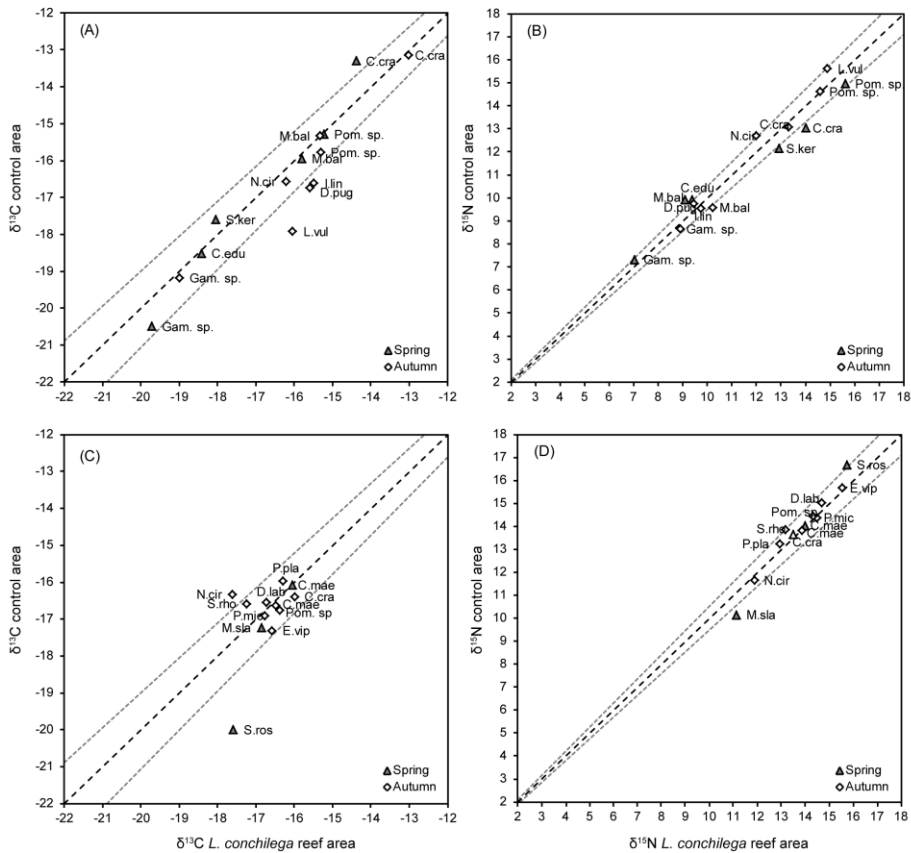 (A)
δ¹³C control area
-12
-13
-14
-15
-16
-17
-18
-19
-20
-21
-22
C.cra
C.cra
M.bal
Pom. sp.
Pom. sp.
M.bal
N.cir
I.lin
D.pug
S.ker
L.vul
C.edu
Gam. sp.
Gam. sp.
Spring
Autumn
-22 -21 -20 -19 -18 -17 -16 -15 -14 -13 -12
(B)
δ¹⁵N control area
18
17
16
15
14
13
12
11
10
9
8
7
6
5
4
3
2
L.vul
Pom. sp.
Pom. sp.
C.cra
C.cra
N.cir
S.ker
C.edu
M.bal
D.pug
M.bal
I.lin
Gam. sp.
Gam. sp.
Spring
Autumn
2 3 4 5 6 7 8 9 10 11 12 13 14 15 16 17 18
(C)
δ¹³C control area
-12
-13
-14
-15
-16
-17
-18
-19
-20
-21
-22
P.pla
C.mae
N.cir
D.lab
C.cra
S.rho
C.mae
P.mic
Pom. sp
M.sla
E.vip
S.ros
Spring
Autumn
-22 -21 -20 -19 -18 -17 -16 -15 -14 -13 -12
δ¹³C L. conchilega reef area
(D)
δ¹⁵N control area
18
17
16
15
14
13
12
11
10
9
8
7
6
5
4
3
2
S.ros
E.vip
D.lab
Pom. sp
P.mic
S.rho
C.mae
C.mae
P.pla
C.cra
N.cir
M.sla
Spring
Autumn
2 3 4 5 6 7 8 9 10 11 12 13 14 15 16 17 18
δ¹⁵N L. conchilega reef area